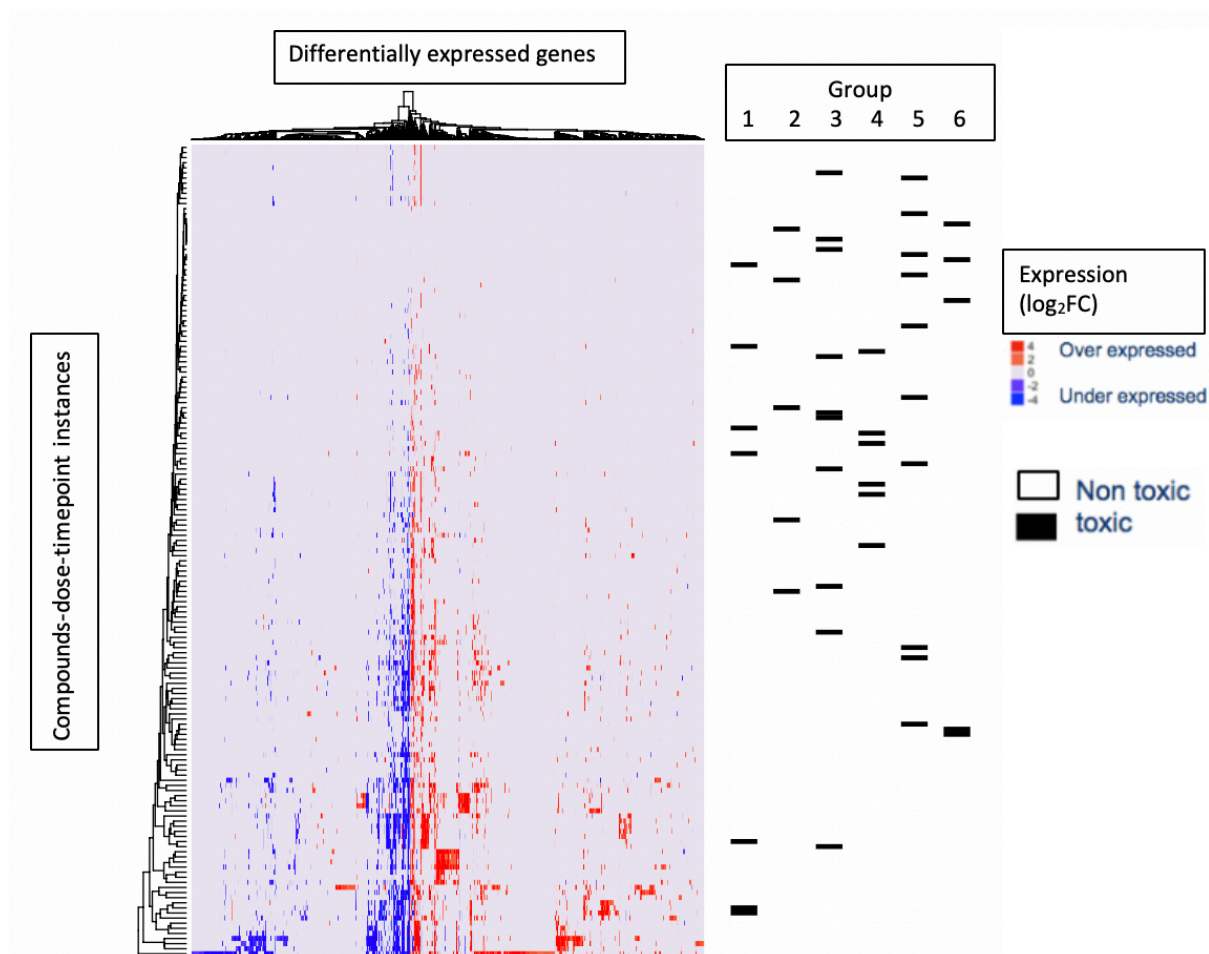 Differentially expressed genes
Group
1 2 3 4 5 6
Compounds-dose-timepoint instances
Expression
(log₂FC)
4
2
0
-2
-4
Over expressed
Under expressed
Non toxic
toxic